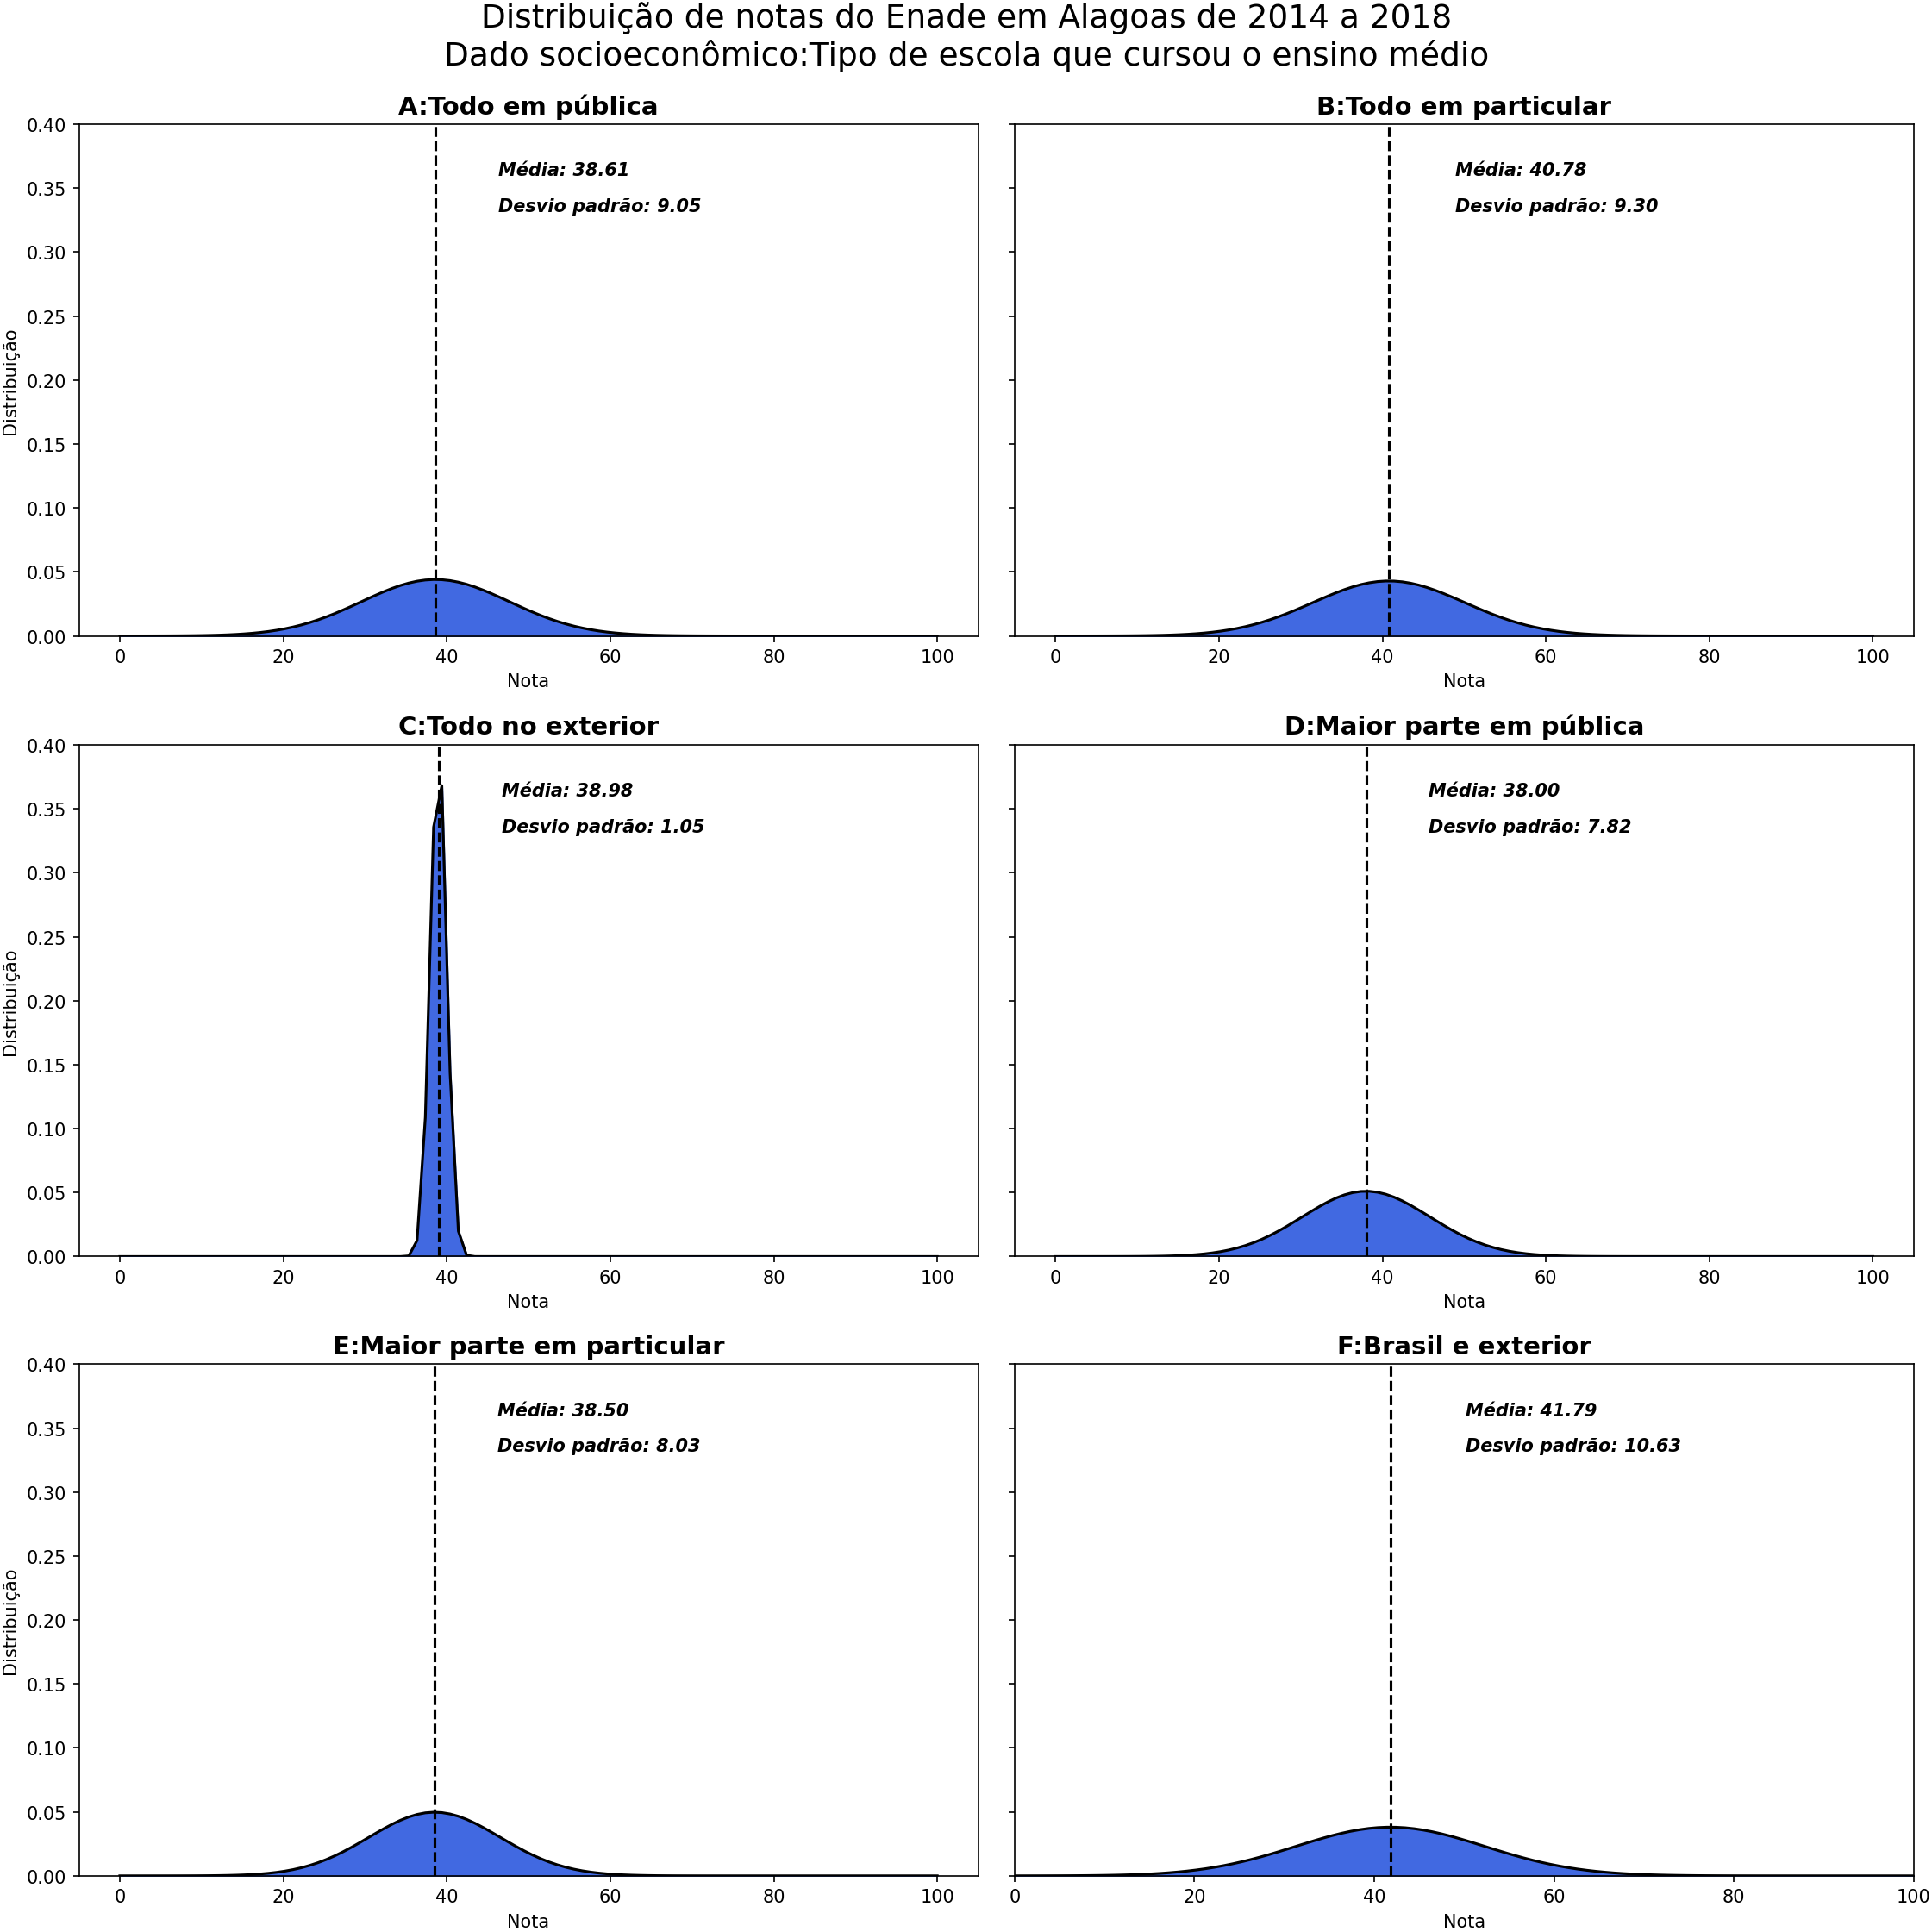 Distribuição de notas do Enade em Alagoas de 2014 a 2018
Dado socioeconômico:Tipo de escola que cursou o ensino médio
A:Todo em pública
Média: 38.61
Desvio padrão: 9.05
0.40
0.35
0.30
0.25
0.20
0.15
0.10
0.05
0.00
Distribuição
0 20 40 60 80 100
Nota
B:Todo em particular
Média: 40.78
Desvio padrão: 9.30
0 20 40 60 80 100
Nota
C:Todo no exterior
Média: 38.98
Desvio padrão: 1.05
0.40
0.35
0.30
0.25
0.20
0.15
0.10
0.05
0.00
Distribuição
0 20 40 60 80 100
Nota
D:Maior parte em pública
Média: 38.00
Desvio padrão: 7.82
0 20 40 60 80 100
Nota
E:Maior parte em particular
Média: 38.50
Desvio padrão: 8.03
0.40
0.35
0.30
0.25
0.20
0.15
0.10
0.05
0.00
Distribuição
0 20 40 60 80 100
Nota
F:Brasil e exterior
Média: 41.79
Desvio padrão: 10.63
0 20 40 60 80 100
Nota